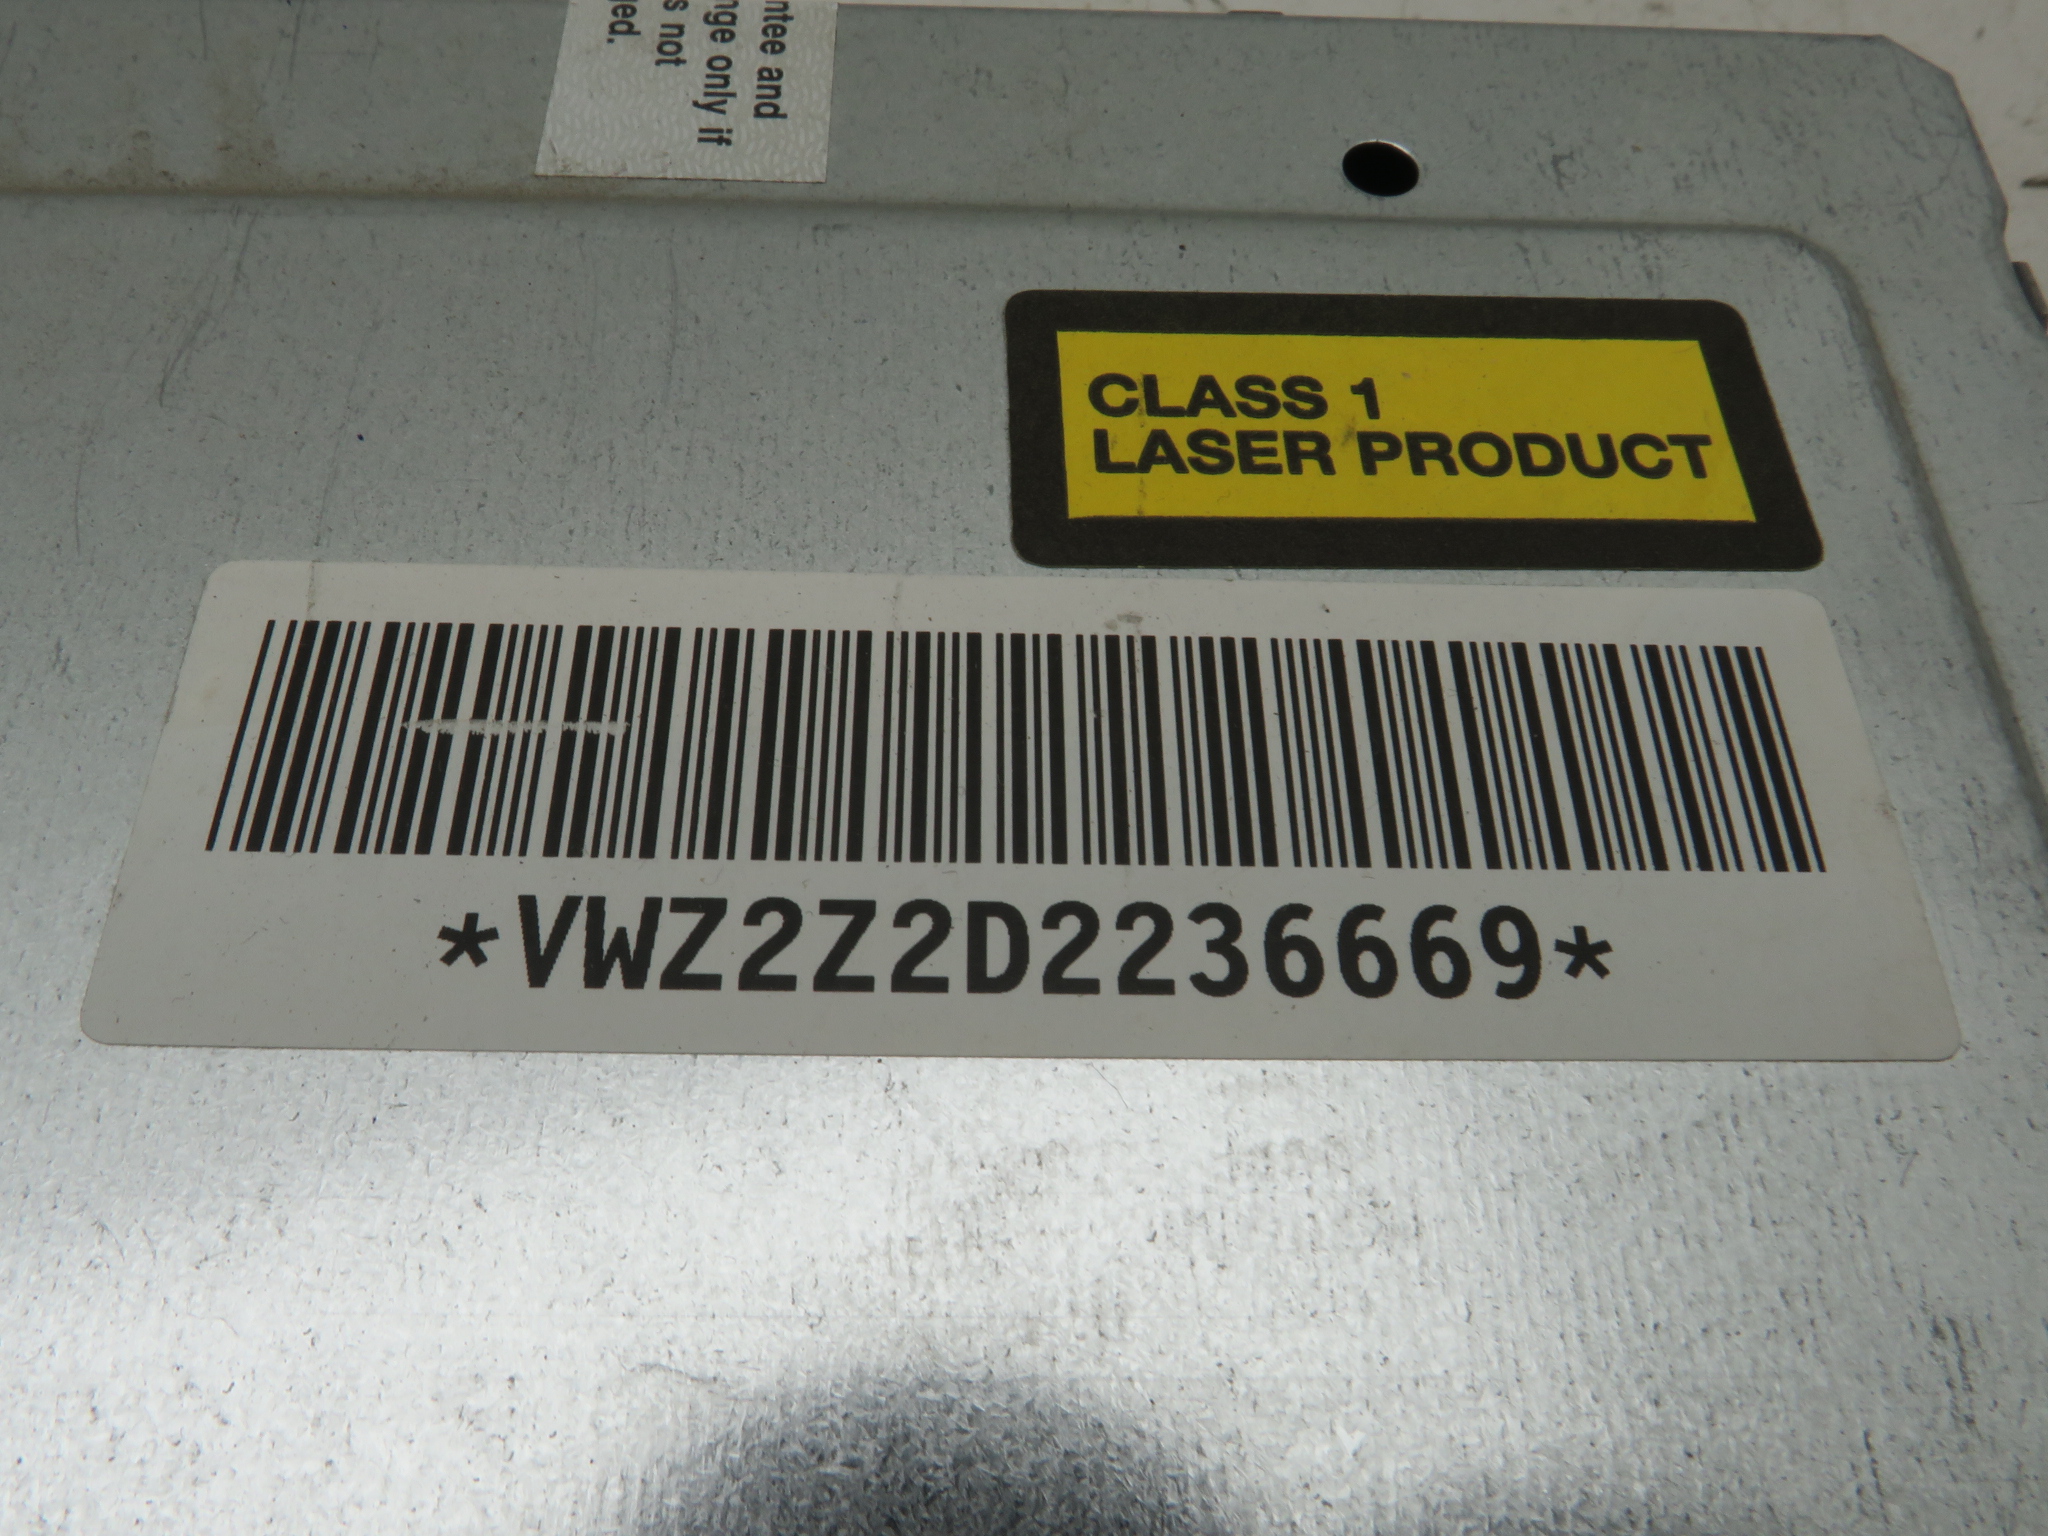 ntee and
nge only if
s not
ed.
CLASS 1
LASER PRODUCT
*VWZ2Z2D2236669*